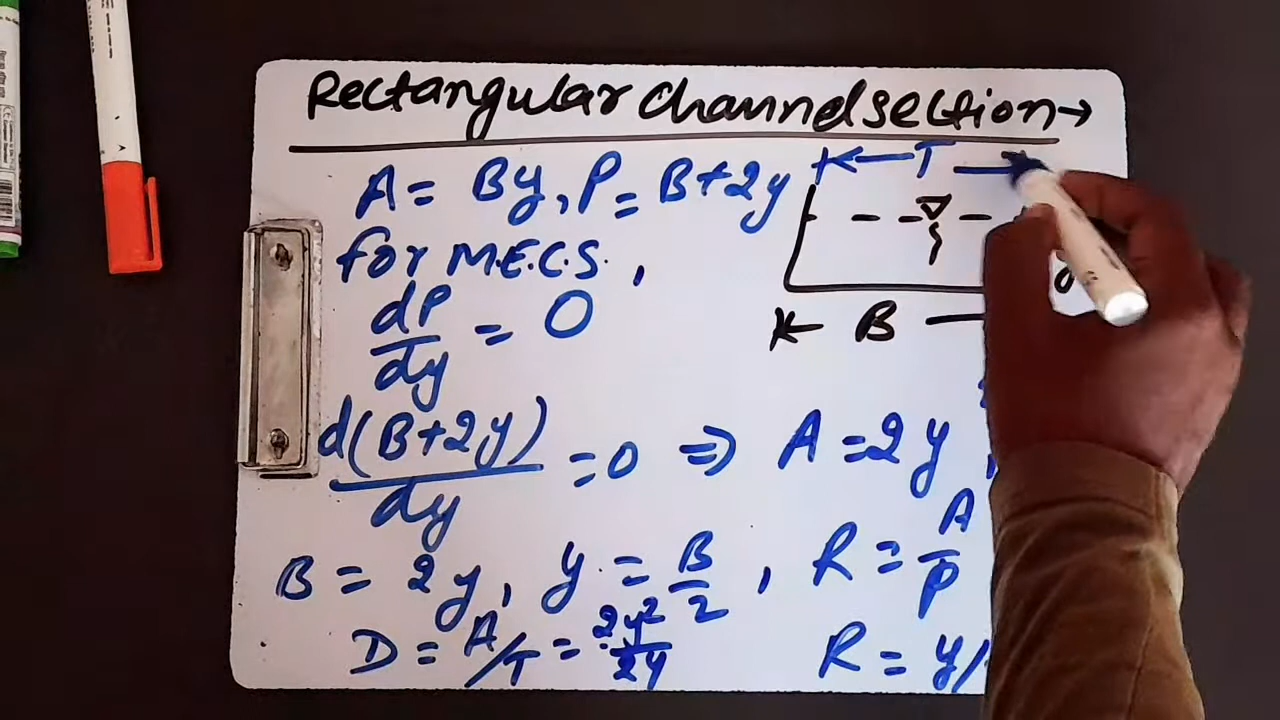 Rectangular channel section →
A = By, P = B+2y
K← T →
for M.E.C.S.,
dP/dy = 0
K- B —
d(B+2y)/dy = 0 ⇒ A = 2y
B = 2y, y = B/2, R = A/P
D = A/T = 2y²/2y
R = y/